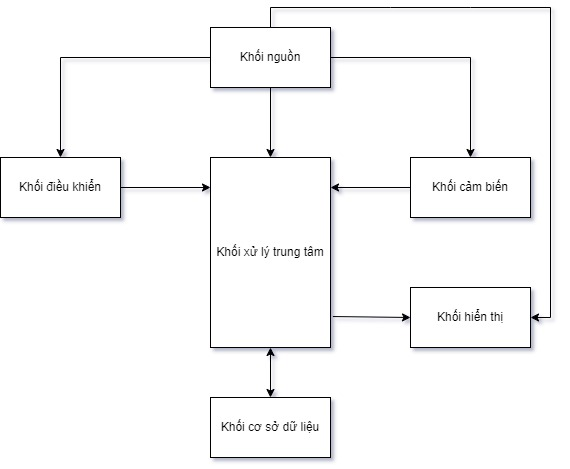 Khối nguồn
Khối điều khiển
Khối cảm biến
Khối xử lý trung tâm
Khối hiển thị
Khối cơ sở dữ liệu